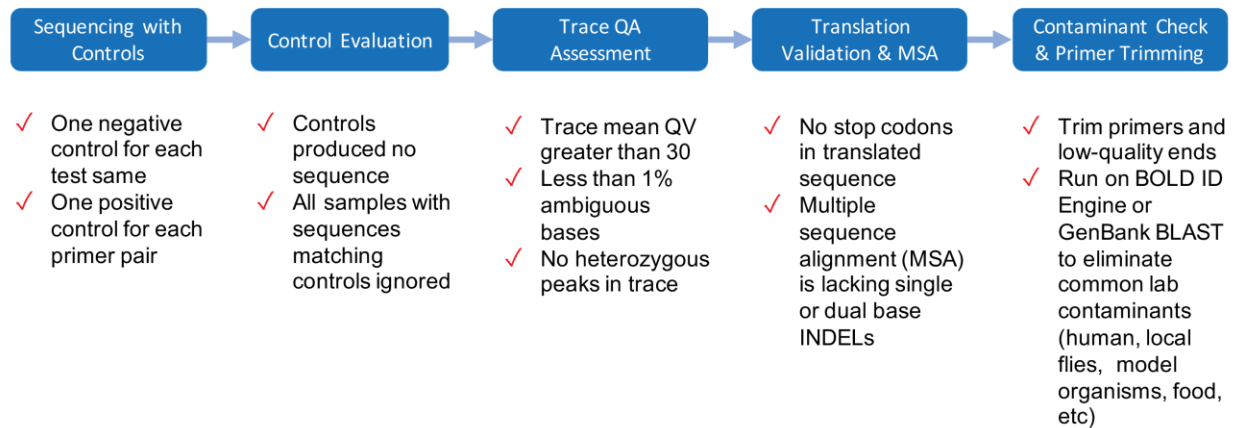 Sequencing with
Controls
Control Evaluation
Trace QA
Assessment
Translation
Validation & MSA
Contaminant Check
& Primer Trimming
✓ One negative
control for each
test same
✓ One positive
control for each
primer pair
✓ Controls
produced no
sequence
✓ All samples with
sequences
matching
controls ignored
✓ Trace mean QV
greater than 30
✓ Less than 1%
ambiguous
bases
✓ No heterozygous
peaks in trace
✓ No stop codons
in translated
sequence
✓ Multiple
sequence
alignment (MSA)
is lacking single
or dual base
INDELs
✓ Trim primers and
low-quality ends
✓ Run on BOLD ID
Engine or
GenBank BLAST
to eliminate
common lab
contaminants
(human, local
flies, model
organisms, food,
etc)